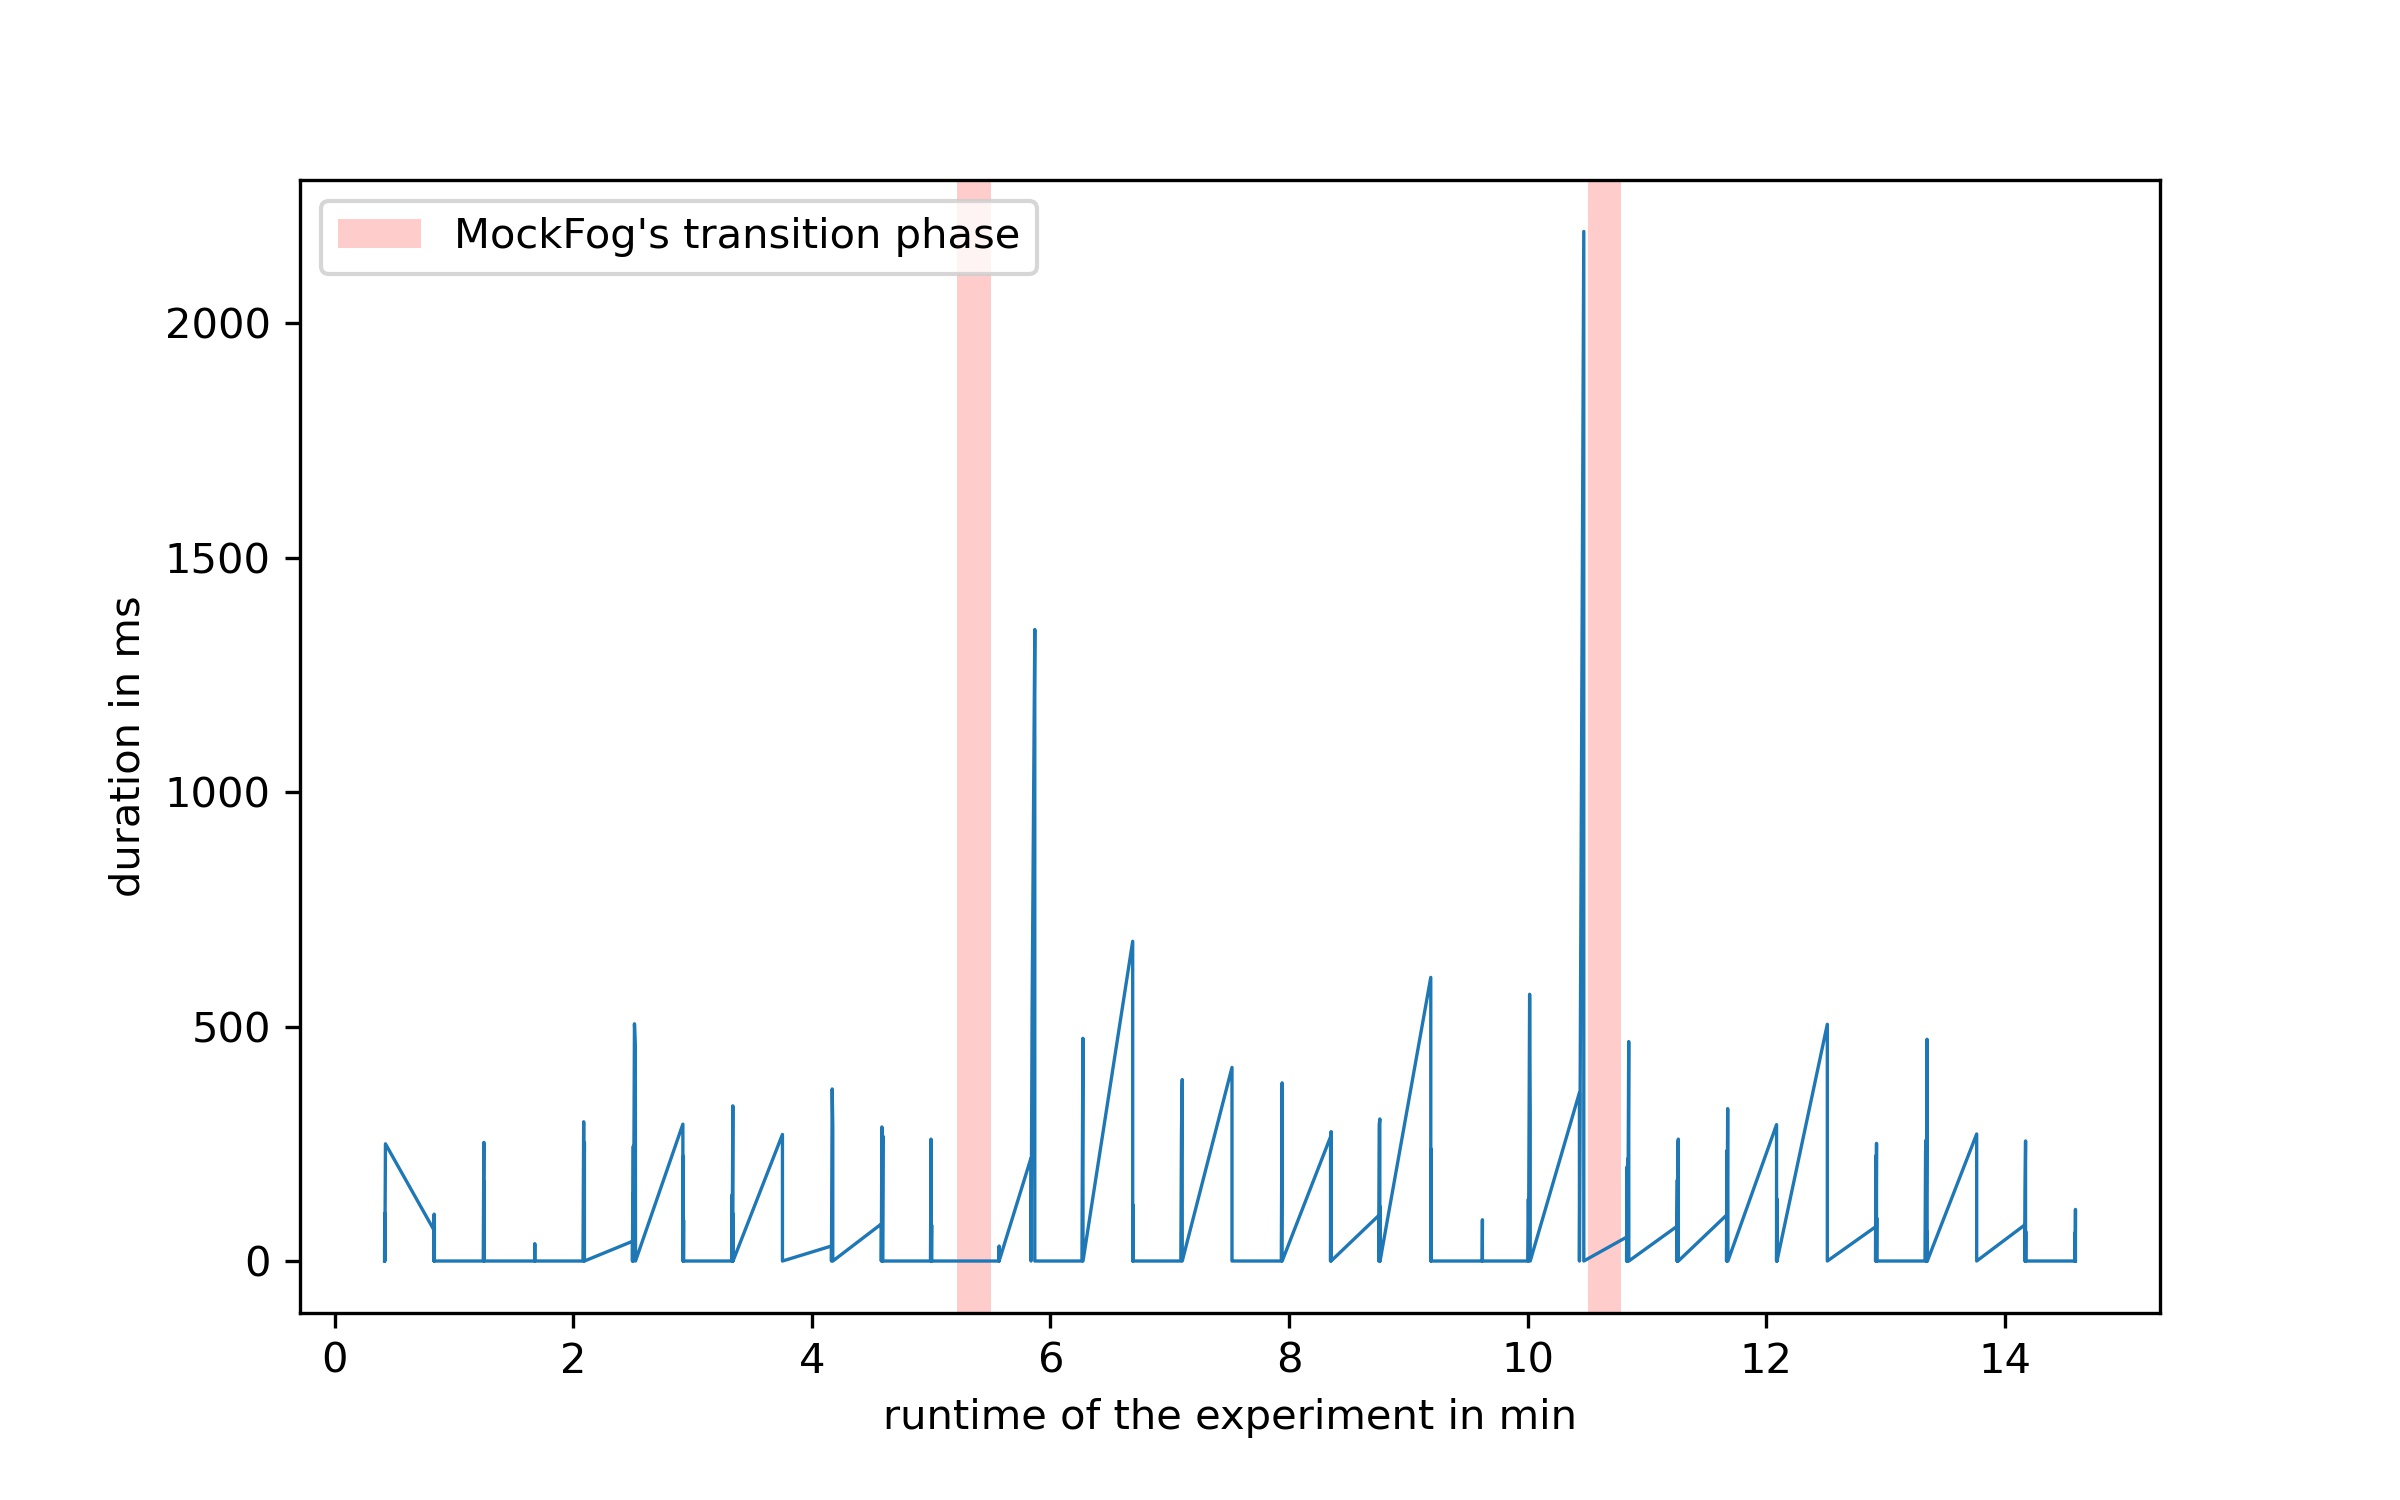 MockFog's transition phase
2000
1500
1000
500
0
duration in ms
0 2 4 6 8 10 12 14
runtime of the experiment in min